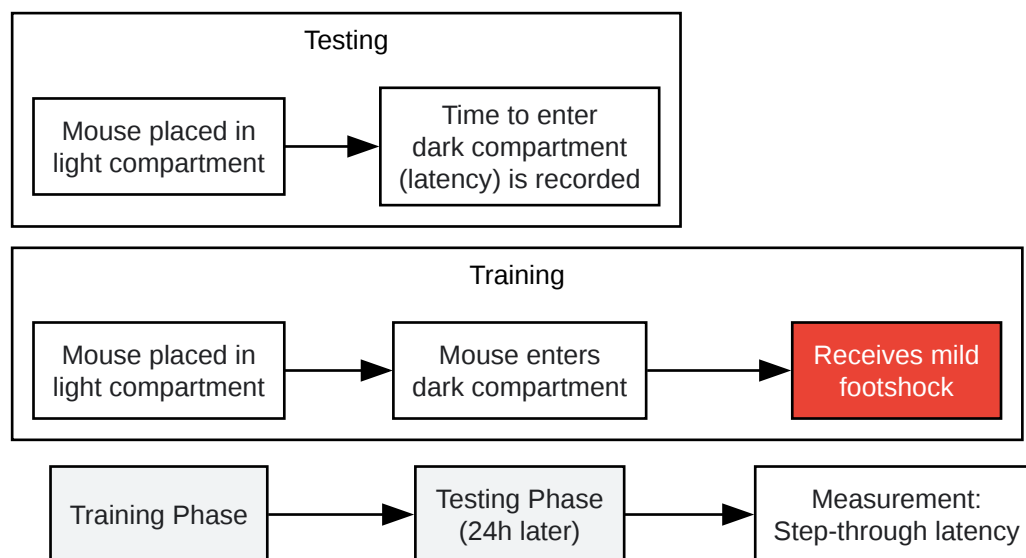 Testing
Mouse placed in
light compartment
Time to enter
dark compartment
(latency) is recorded
Training
Mouse placed in
light compartment
Mouse enters
dark compartment
Receives mild
footshock
Training Phase
Testing Phase
(24h later)
Measurement:
Step-through latency